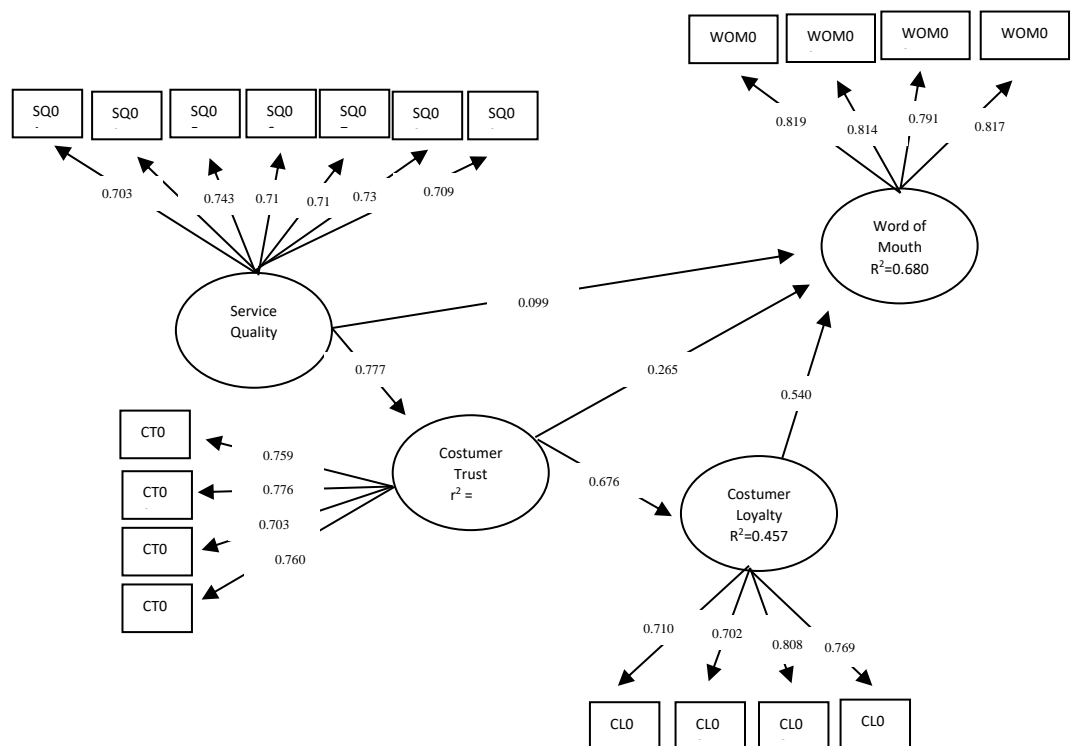 WOM0
WOM0
WOM0
WOM0
0.819
0.814
0.791
0.817
SQ0
SQ0
SQ0
SQ0
SQ0
SQ0
SQ0
0.703
0.743
0.71
0.71
0.73
0.709
Word of
Mouth
R²=0.680
Service
Quality
0.099
0.777
0.265
0.540
CT0
CT0
CT0
CT0
0.759
0.776
0.703
0.760
Costumer
Trust
r² =
0.676
Costumer
Loyalty
R²=0.457
0.710
0.702
0.808
0.769
CL0
CL0
CL0
CL0